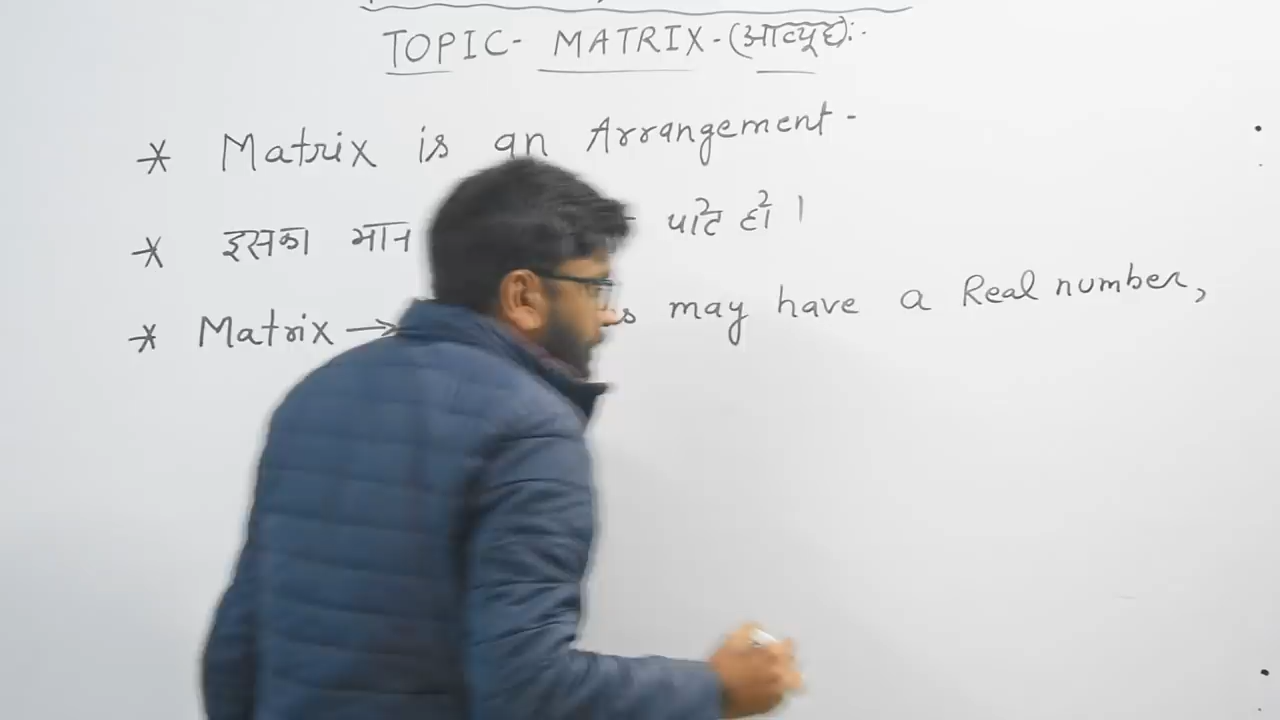 TOPIC- MATRIX-(आव्यूह):-
* Matrix is an Arrangement-
* इसका मान हो ।
* Matrix → may have a Real number,